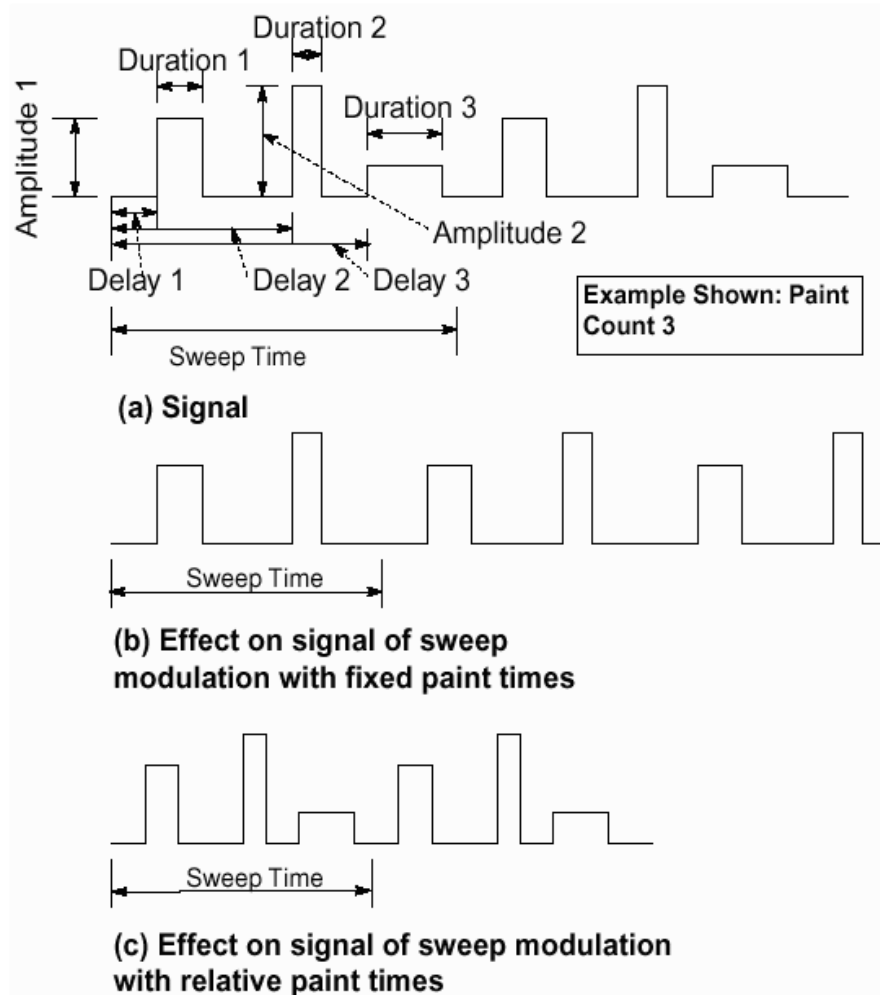 Duration 2
Duration 1
Duration 3
Amplitude 1
Amplitude 2
Delay 1
Delay 2
Delay 3
Example Shown: Paint
Count 3
Sweep Time
(a) Signal
Sweep Time
(b) Effect on signal of sweep
modulation with fixed paint times
Sweep Time
(c) Effect on signal of sweep modulation
with relative paint times